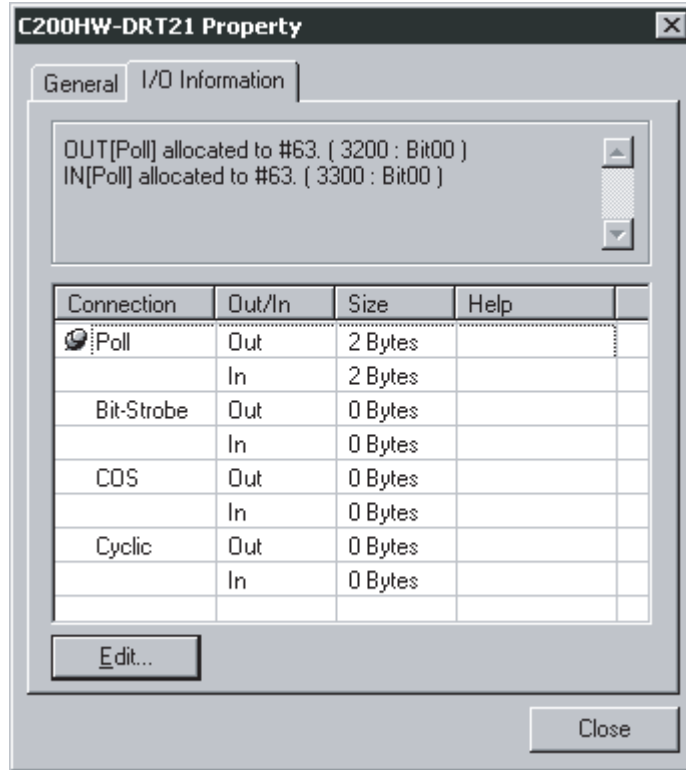 C200HW-DRT21 Property
General I/O Information
OUT[Poll] allocated to #63. ( 3200 : Bit00 )
IN[Poll] allocated to #63. ( 3300 : Bit00 )
Connection Out/In Size Help
Poll Out 2 Bytes
In 2 Bytes
Bit-Strobe Out 0 Bytes
In 0 Bytes
COS Out 0 Bytes
In 0 Bytes
Cyclic Out 0 Bytes
In 0 Bytes
Edit...
Close